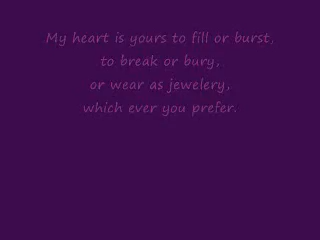 My heart is yours to fill or burst,
to break or bury,
or wear as jewelery,
which ever you prefer.